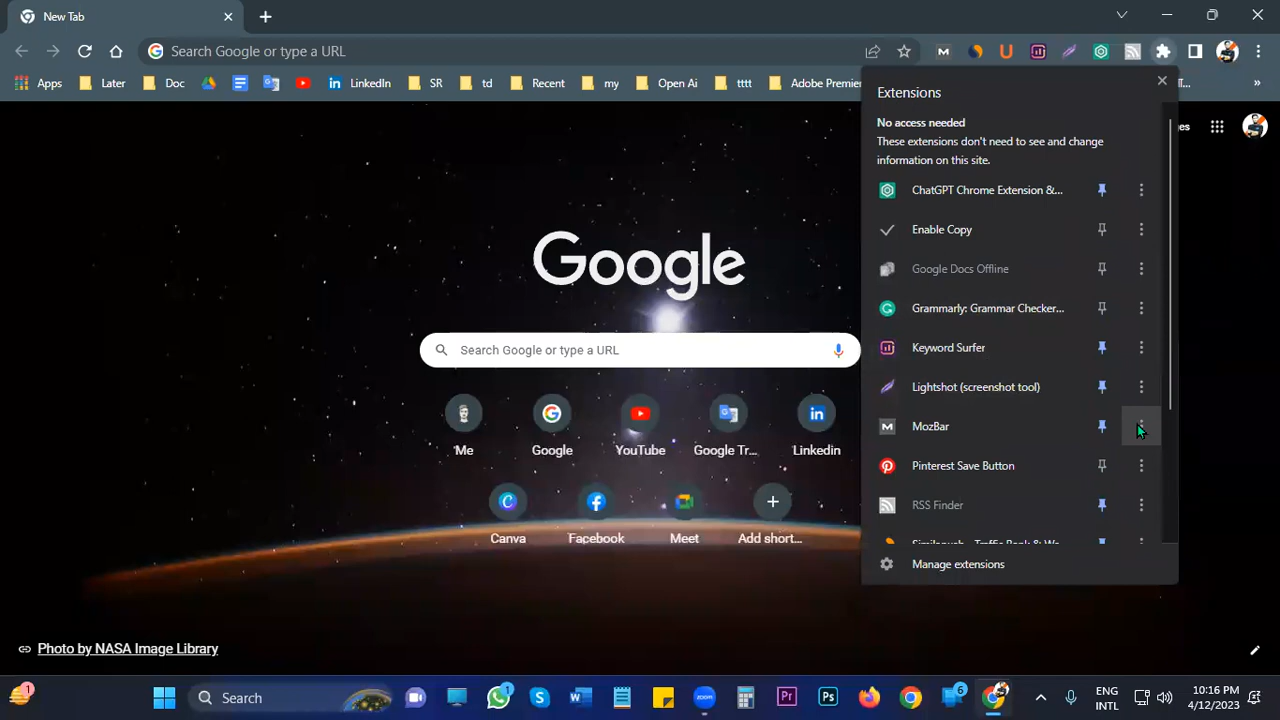 New Tab
Search Google or type a URL
Apps
Later
Doc
LinkedIn
SR
td
Recent
my
Open Ai
tttt
Adobe Premier
»
Extensions
No access needed
These extensions don't need to see and change
information on this site.
ChatGPT Chrome Extension &...
Enable Copy
Google Docs Offline
Grammarly: Grammar Checker...
Keyword Surfer
Lightshot (screenshot tool)
MozBar
Pinterest Save Button
RSS Finder
Manage extensions
Google
Search Google or type a URL
Me
Google
YouTube
Google Tr...
Linkedin
Canva
Facebook
Meet
Add short...
Photo by NASA Image Library
1
Search
1
6
ENG
INTL
10:16 PM
4/12/2023